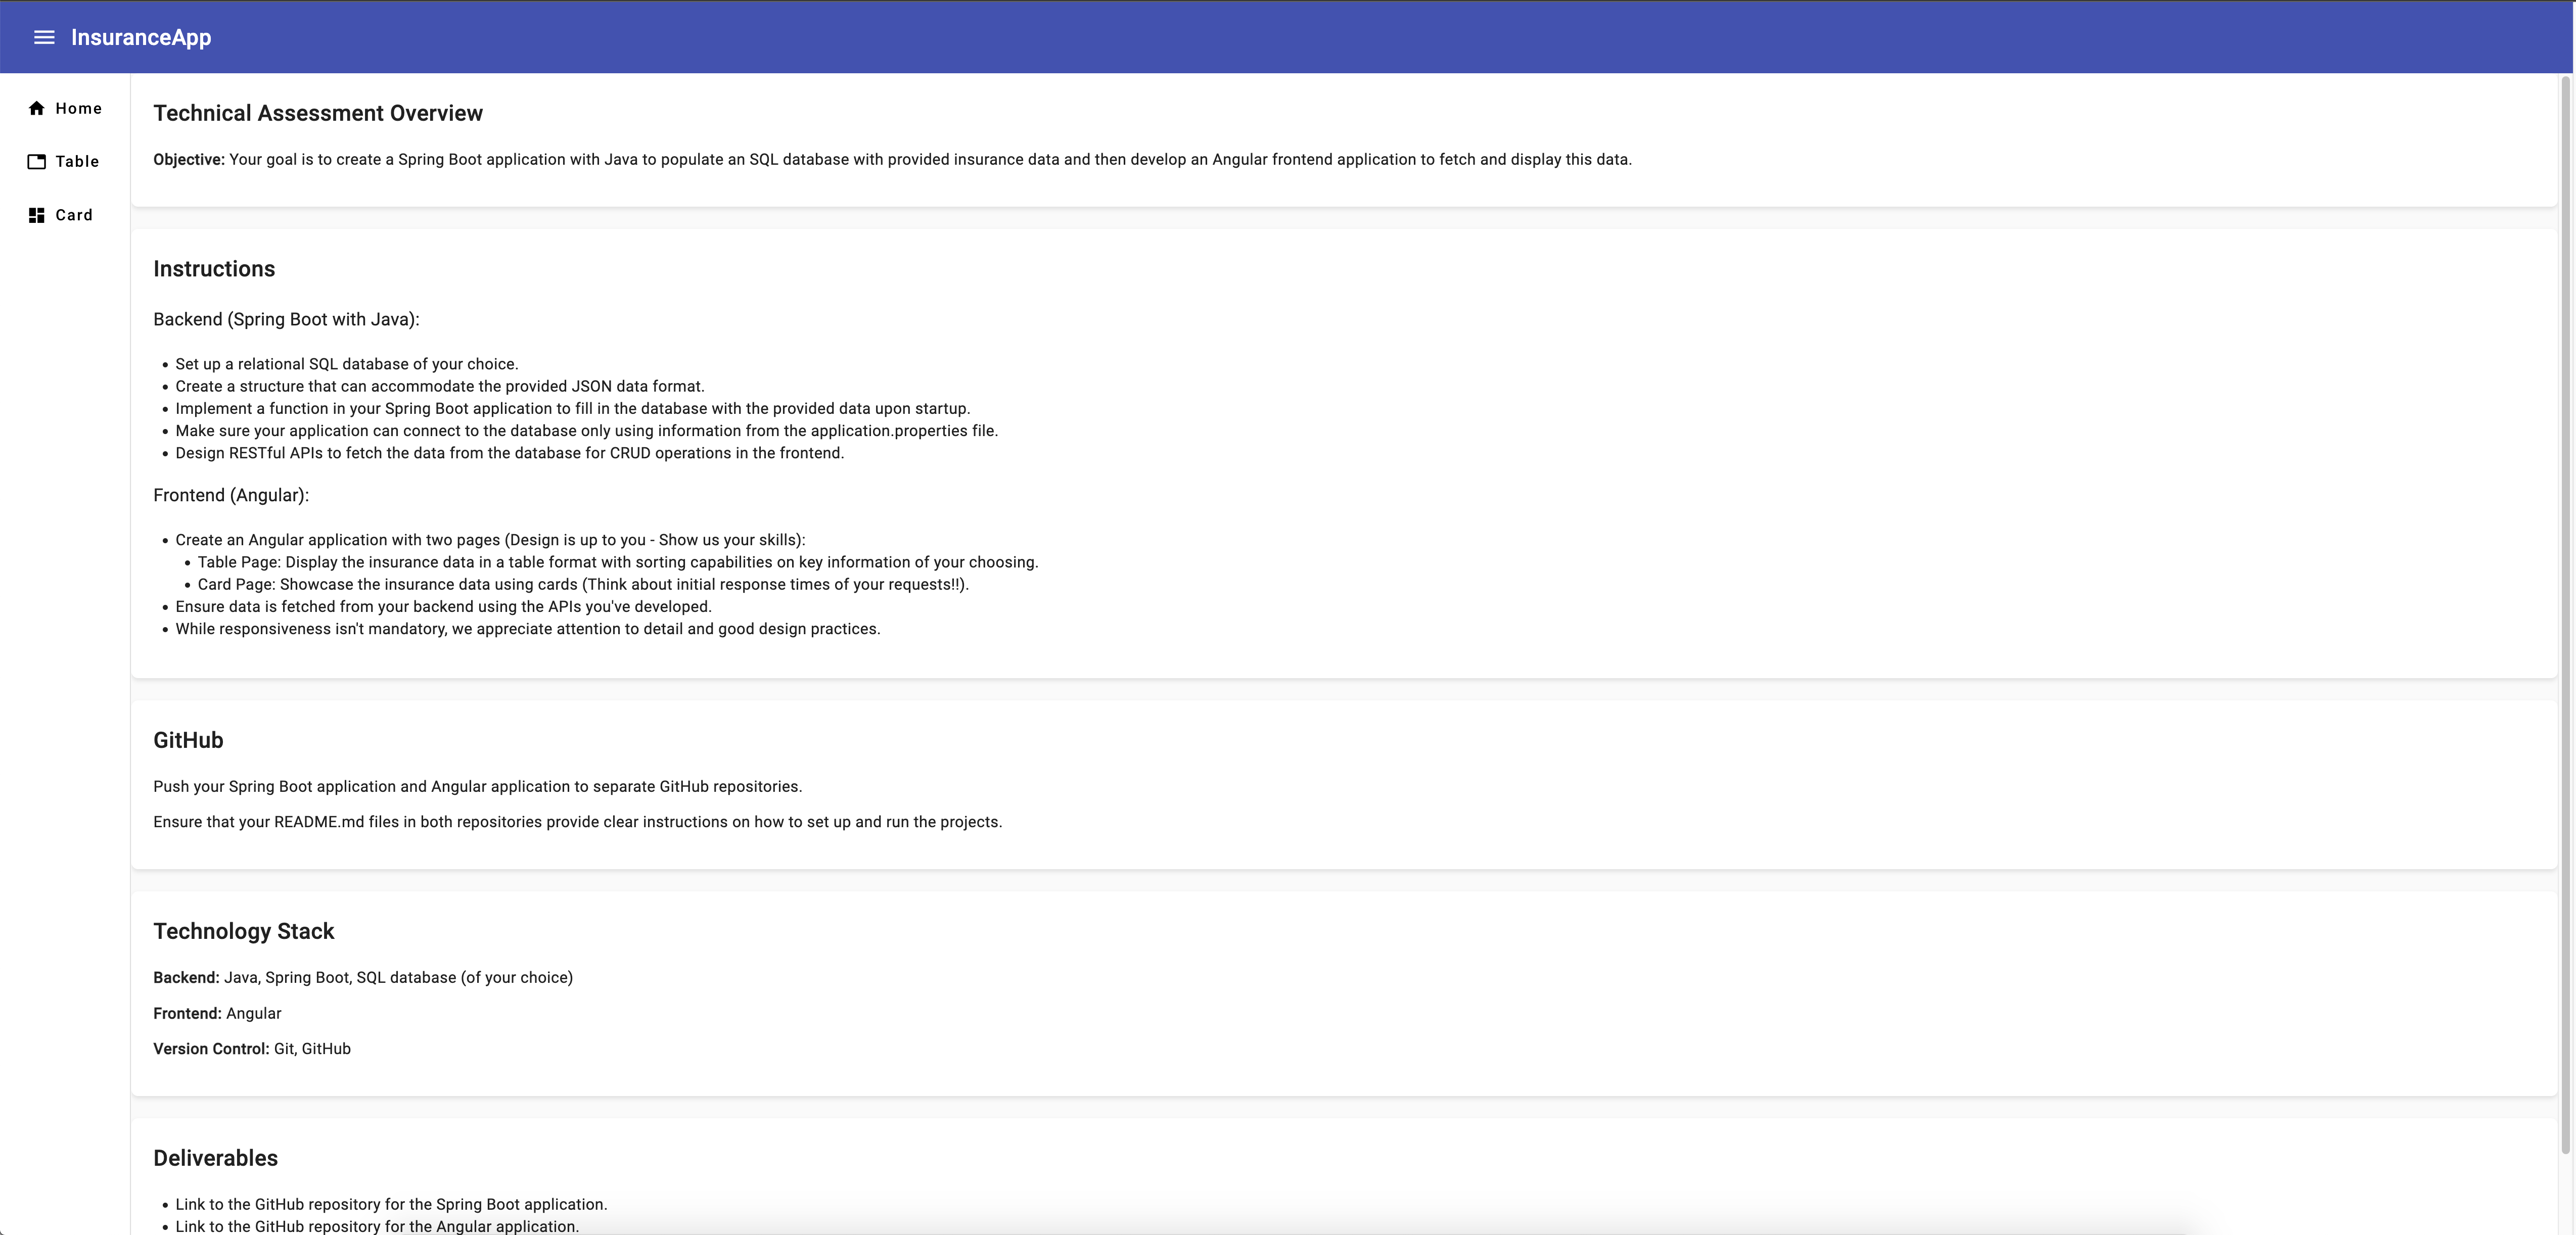 InsuranceApp
Home
Table
Card
Technical Assessment Overview
Objective: Your goal is to create a Spring Boot application with Java to populate an SQL database with provided insurance data and then develop an Angular frontend application to fetch and display this data.
Instructions
Backend (Spring Boot with Java):
Set up a relational SQL database of your choice.
Create a structure that can accommodate the provided JSON data format.
Implement a function in your Spring Boot application to fill in the database with the provided data upon startup.
Make sure your application can connect to the database only using information from the application.properties file.
Design RESTful APIs to fetch the data from the database for CRUD operations in the frontend.
Frontend (Angular):
Create an Angular application with two pages (Design is up to you - Show us your skills):
Table Page: Display the insurance data in a table format with sorting capabilities on key information of your choosing.
Card Page: Showcase the insurance data using cards (Think about initial response times of your requests!!).
Ensure data is fetched from your backend using the APIs you've developed.
While responsiveness isn't mandatory, we appreciate attention to detail and good design practices.
GitHub
Push your Spring Boot application and Angular application to separate GitHub repositories.
Ensure that your README.md files in both repositories provide clear instructions on how to set up and run the projects.
Technology Stack
Backend: Java, Spring Boot, SQL database (of your choice)
Frontend: Angular
Version Control: Git, GitHub
Deliverables
Link to the GitHub repository for the Spring Boot application.
Link to the GitHub repository for the Angular application.